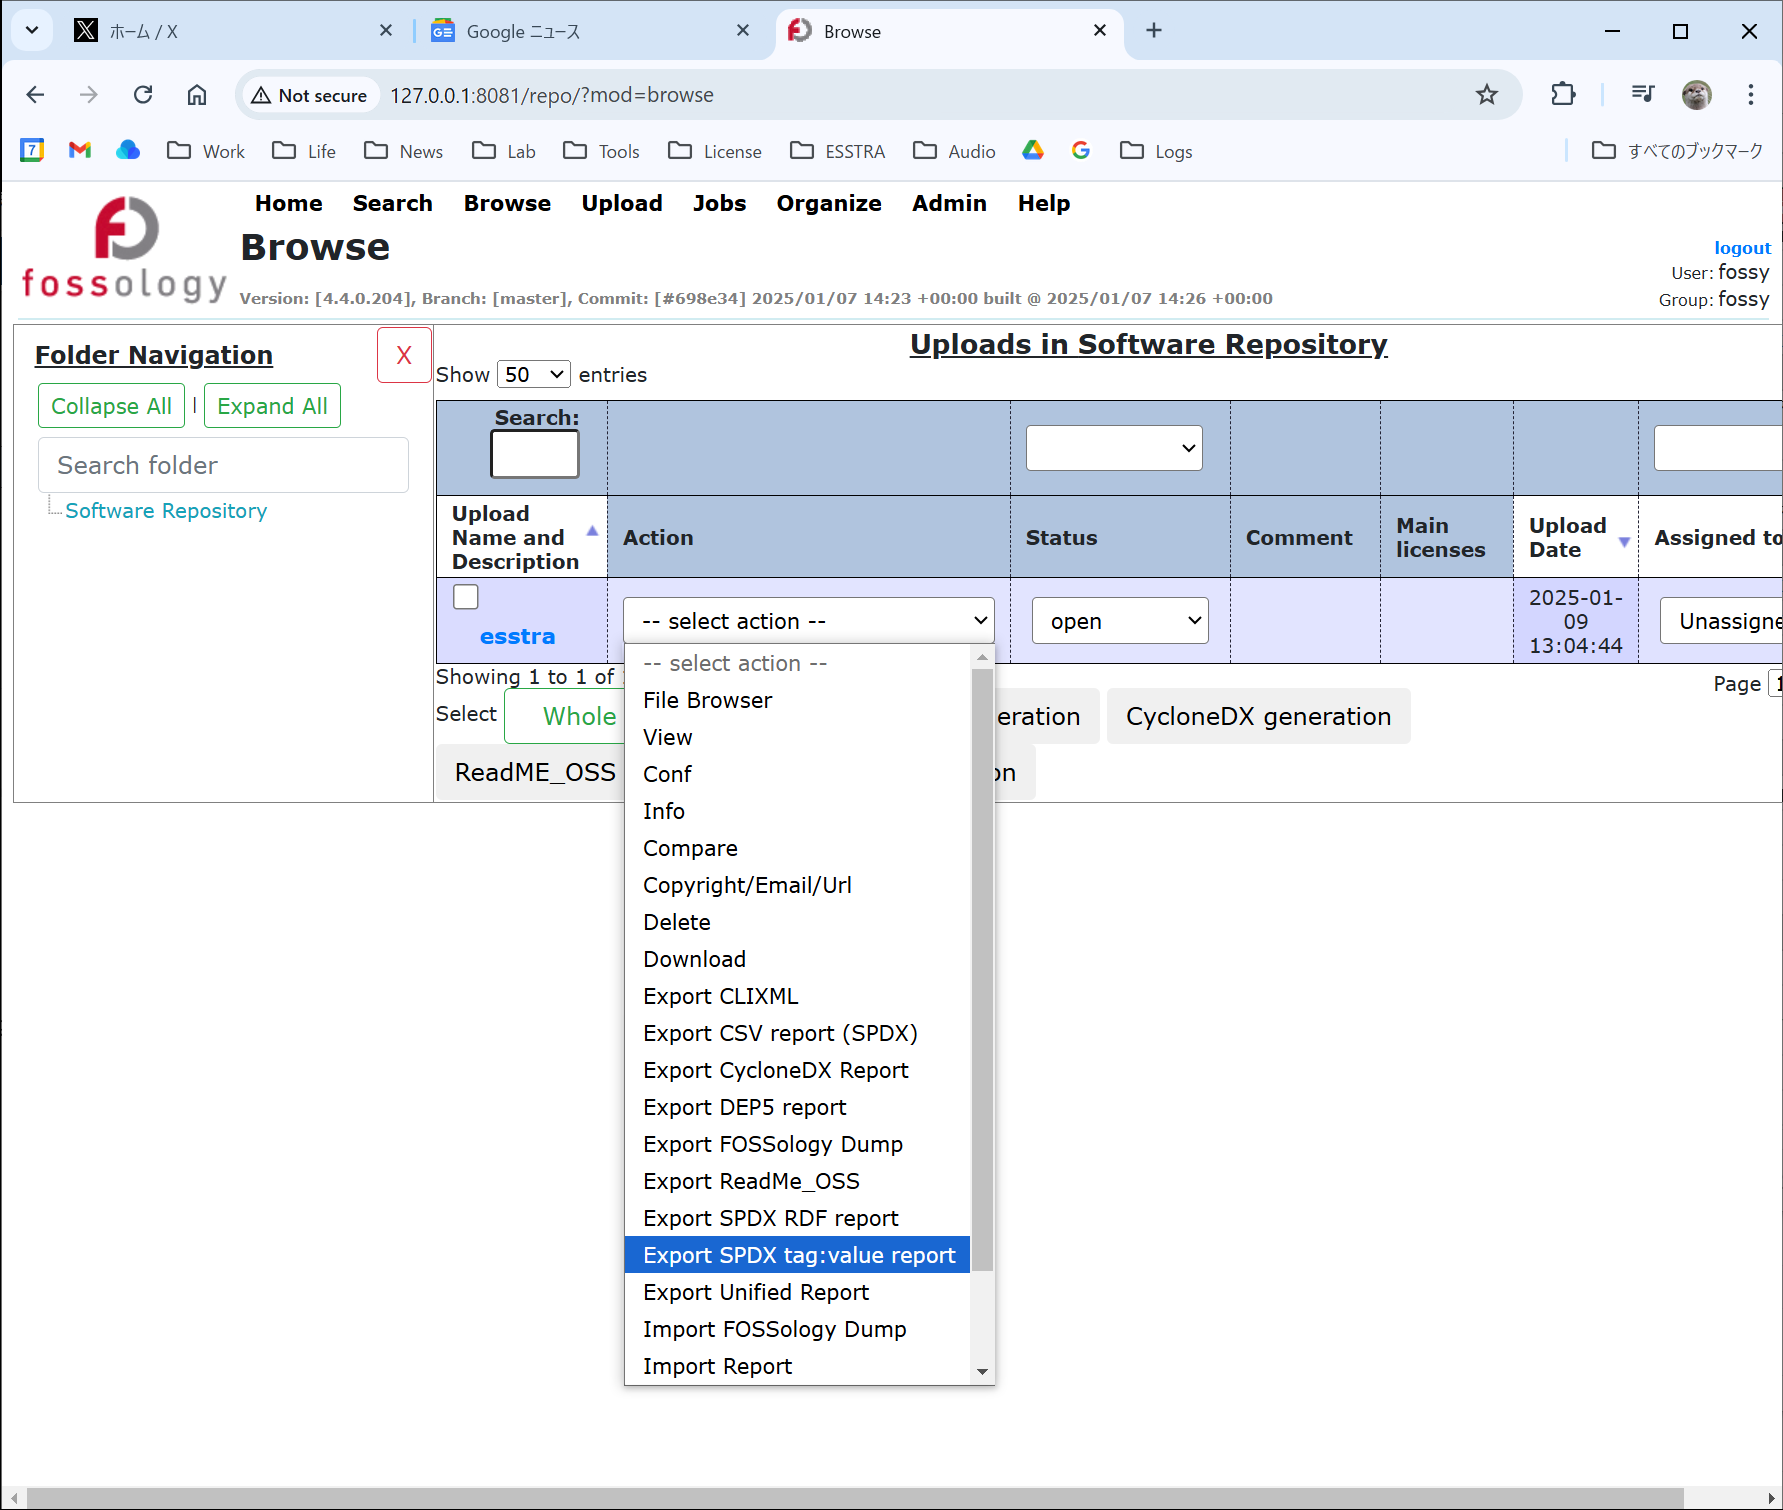 ホーム / X
Google ニュース
Browse
Not secure
127.0.0.1:8081/repo/?mod=browse
7
Work
Life
News
Lab
Tools
License
ESSTRA
Audio
Logs
すべてのブックマーク
fossology
Home Search Browse Upload Jobs Organize Admin Help
Browse
Version: [4.4.0.204], Branch: [master], Commit: [#698e34] 2025/01/07 14:23 +00:00 built @ 2025/01/07 14:26 +00:00
logout
User: fossy
Group: fossy
Folder Navigation
X
Collapse All | Expand All
Search folder
Software Repository
Uploads in Software Repository
Show 50 entries
Search:
Upload Name and Description
Action
Status
Comment
Main licenses
Upload Date
Assigned to
esstra
-- select action --
open
2025-01-09 13:04:44
Unassigne
Showing 1 to 1 of
Page 1
Select
Whole
eration
CycloneDX generation
ReadME_OSS
on
-- select action --
File Browser
View
Conf
Info
Compare
Copyright/Email/Url
Delete
Download
Export CLIXML
Export CSV report (SPDX)
Export CycloneDX Report
Export DEP5 report
Export FOSSology Dump
Export ReadMe_OSS
Export SPDX RDF report
Export SPDX tag:value report
Export Unified Report
Import FOSSology Dump
Import Report